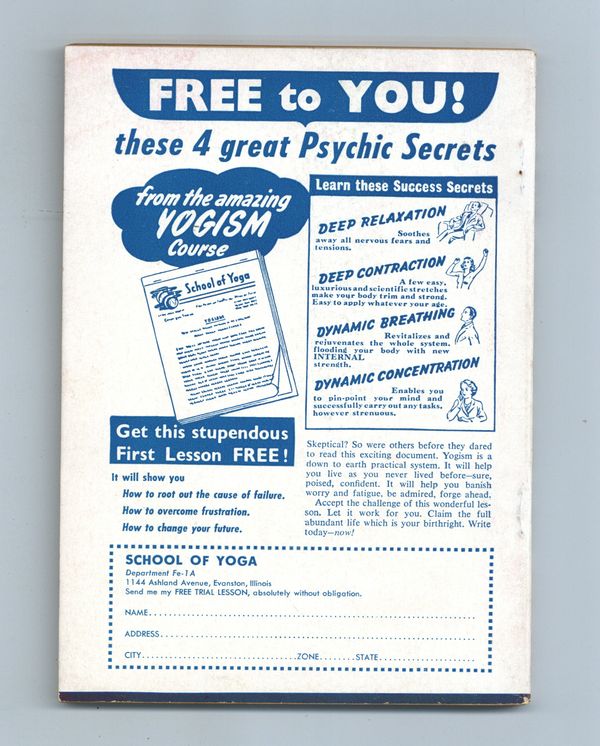 FREE to YOU!
these 4 great Psychic Secrets
from the amazing
YOGISM
Course
School of Yoga
YOGISM
Get this stupendous
First Lesson FREE!
It will show you
How to root out the cause of failure.
How to overcome frustration.
How to change your future.
Learn these Success Secrets
DEEP RELAXATION
Soothes
away all nervous fears and
tensions.
DEEP CONTRACTION
A few easy,
luxurious and scientific stretches
make your body trim and strong.
Easy to apply whatever your age.
DYNAMIC BREATHING
Revitalizes and
rejuvenates the whole system,
flooding your body with new
INTERNAL
strength.
DYNAMIC CONCENTRATION
Enables you
to pin-point your mind and
successfully carry out any tasks,
however strenuous.
Skeptical? So were others before they dared
to read this exciting document. Yogism is a
down to earth practical system. It will help
you live as you never lived before—sure,
poised, confident. It will help you banish
worry and fatigue, be admired, forge ahead.
Accept the challenge of this wonderful les-
son. Let it work for you. Claim the full
abundant life which is your birthright. Write
today—now!
SCHOOL OF YOGA
Department Fe-1A
1144 Ashland Avenue, Evanston, Illinois
Send me my FREE TRIAL LESSON, absolutely without obligation.
NAME
ADDRESS
CITY ZONE STATE